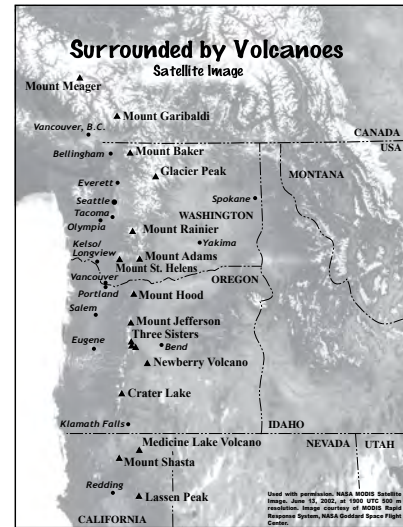 Surrounded by Volcanoes
Satellite Image
Mount Meager
Mount Garibaldi
Vancouver, B.C.
CANADA
USA
Mount Baker
Bellingham
Glacier Peak
MONTANA
Everett
Spokane
Seattle
Tacoma
WASHINGTON
Olympia
Mount Rainier
Yakima
Kelso/
Longview
Mount Adams
Mount St. Helens
Vancouver
OREGON
Portland
Mount Hood
Salem
Mount Jefferson
Three Sisters
Eugene
Bend
Newberry Volcano
Crater Lake
Klamath Falls
IDAHO
Medicine Lake Volcano
NEVADA
UTAH
Mount Shasta
Redding
Lassen Peak
CALIFORNIA
Used with permission. NASA MODIS Satellite
Image. June 13, 2002, at 1900 UTC 500 m
resolution. Image courtesy of MODIS Rapid
Response System, NASA Goddard Space Flight
Center.